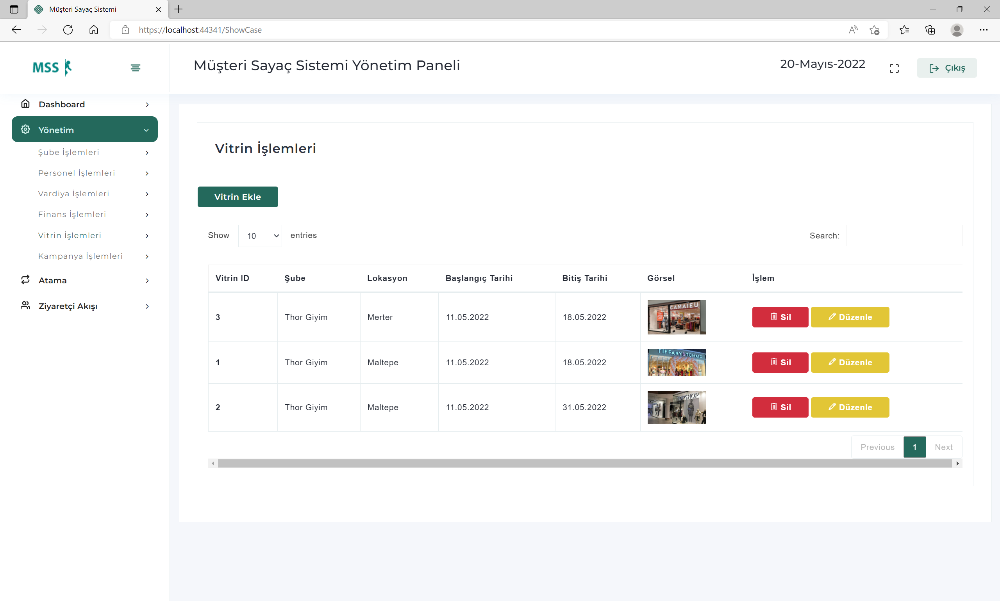 Müşteri Sayaç Sistemi
https://localhost:44341/ShowCase
MSS
Müşteri Sayaç Sistemi Yönetim Paneli
20-Mayıs-2022
Çıkış
Dashboard
Yönetim
Şube İşlemleri
Personel İşlemleri
Vardiya İşlemleri
Finans İşlemleri
Vitrin İşlemleri
Kampanya İşlemleri
Atama
Ziyaretçi Akışı
Vitrin İşlemleri
Vitrin Ekle
Show 10 entries
Search:
Vitrin ID Şube Lokasyon Başlangıç Tarihi Bitiş Tarihi Görsel İşlem
3 Thor Giyim Merter 11.05.2022 18.05.2022 CAMAÏEU Sil Düzenle
1 Thor Giyim Maltepe 11.05.2022 18.05.2022 TIFFANY & TOMATO Sil Düzenle
2 Thor Giyim Maltepe 11.05.2022 31.05.2022 TOPSHOP Sil Düzenle
Previous 1 Next